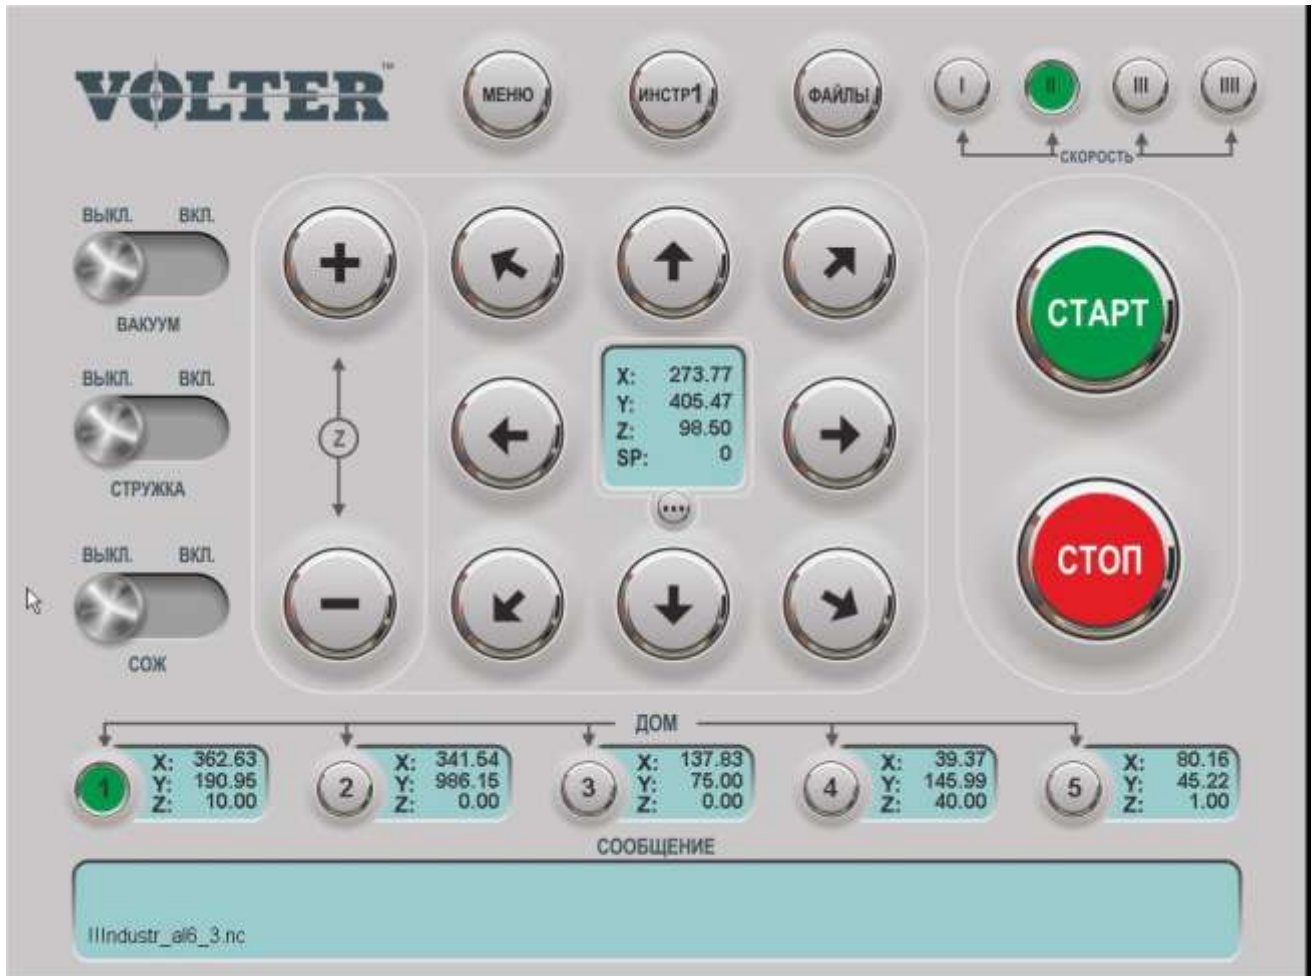 VOLTER™
МЕНЮ
ИНСТР1
ФАЙЛЫ
I II III IIII
СКОРОСТЬ
ВЫКЛ. ВКЛ.
ВАКУУМ
ВЫКЛ. ВКЛ.
СТРУЖКА
ВЫКЛ. ВКЛ.
СОЖ
Z
X: 273.77
Y: 405.47
Z: 98.50
SP: 0
СТАРТ
СТОП
ДОМ
1
X: 362.63
Y: 190.95
Z: 10.00
2
X: 341.54
Y: 986.15
Z: 0.00
3
X: 137.83
Y: 75.00
Z: 0.00
4
X: 39.37
Y: 145.99
Z: 40.00
5
X: 80.16
Y: 45.22
Z: 1.00
СООБЩЕНИЕ
IIIndustr_al6_3.nc